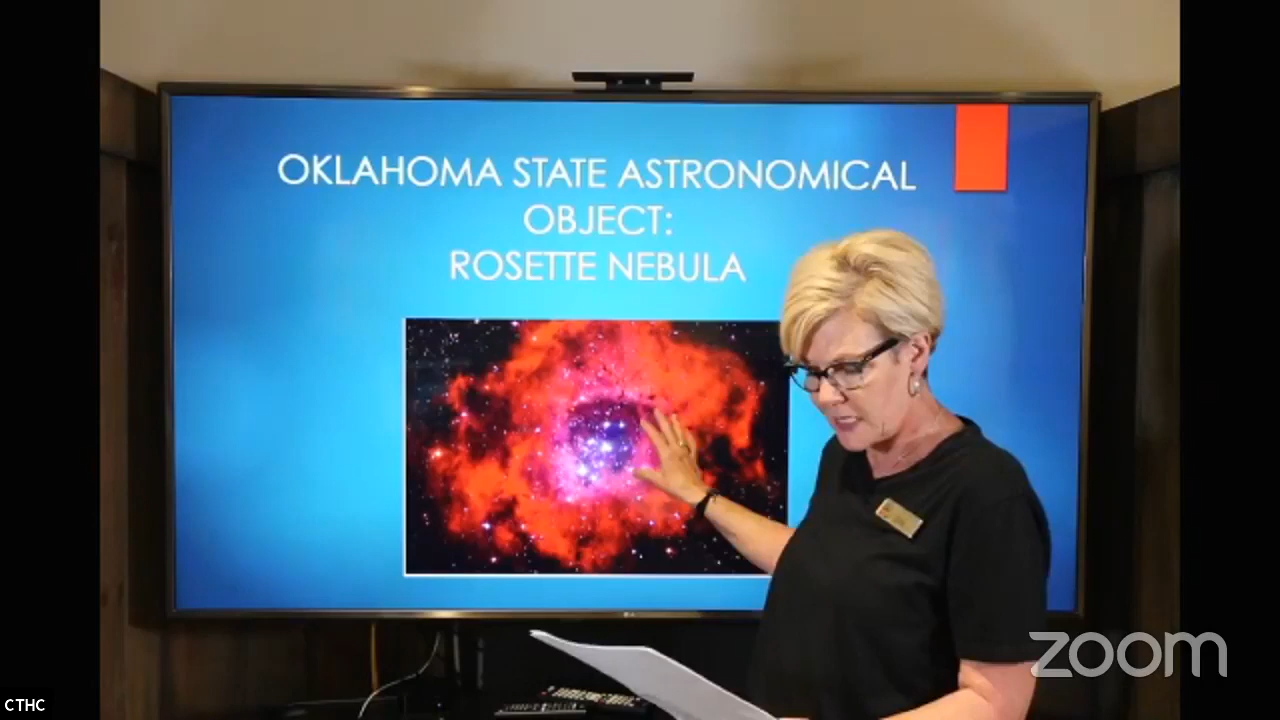 OKLAHOMA STATE ASTRONOMICAL
OBJECT:
ROSETTE NEBULA
zoom
CTHC